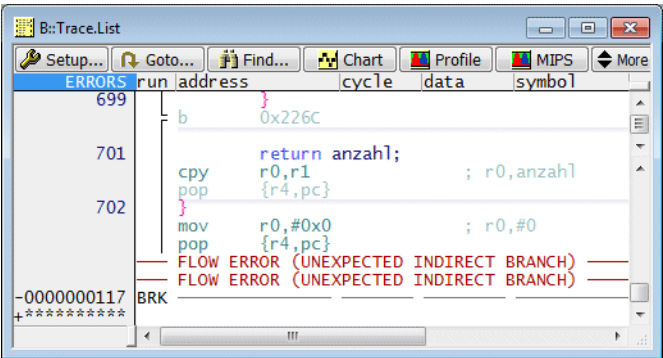 B::Trace.List
Setup... Goto... Find... Chart Profile MIPS More
ERRORS run address cycle data symbol
699 }
b 0x226C
701 return anzahl;
cpy r0,r1 ; r0,anzahl
pop {r4,pc}
702 }
mov r0,#0x0 ; r0,#0
pop {r4,pc}
FLOW ERROR (UNEXPECTED INDIRECT BRANCH)
FLOW ERROR (UNEXPECTED INDIRECT BRANCH)
-0000000117 BRK
+**********